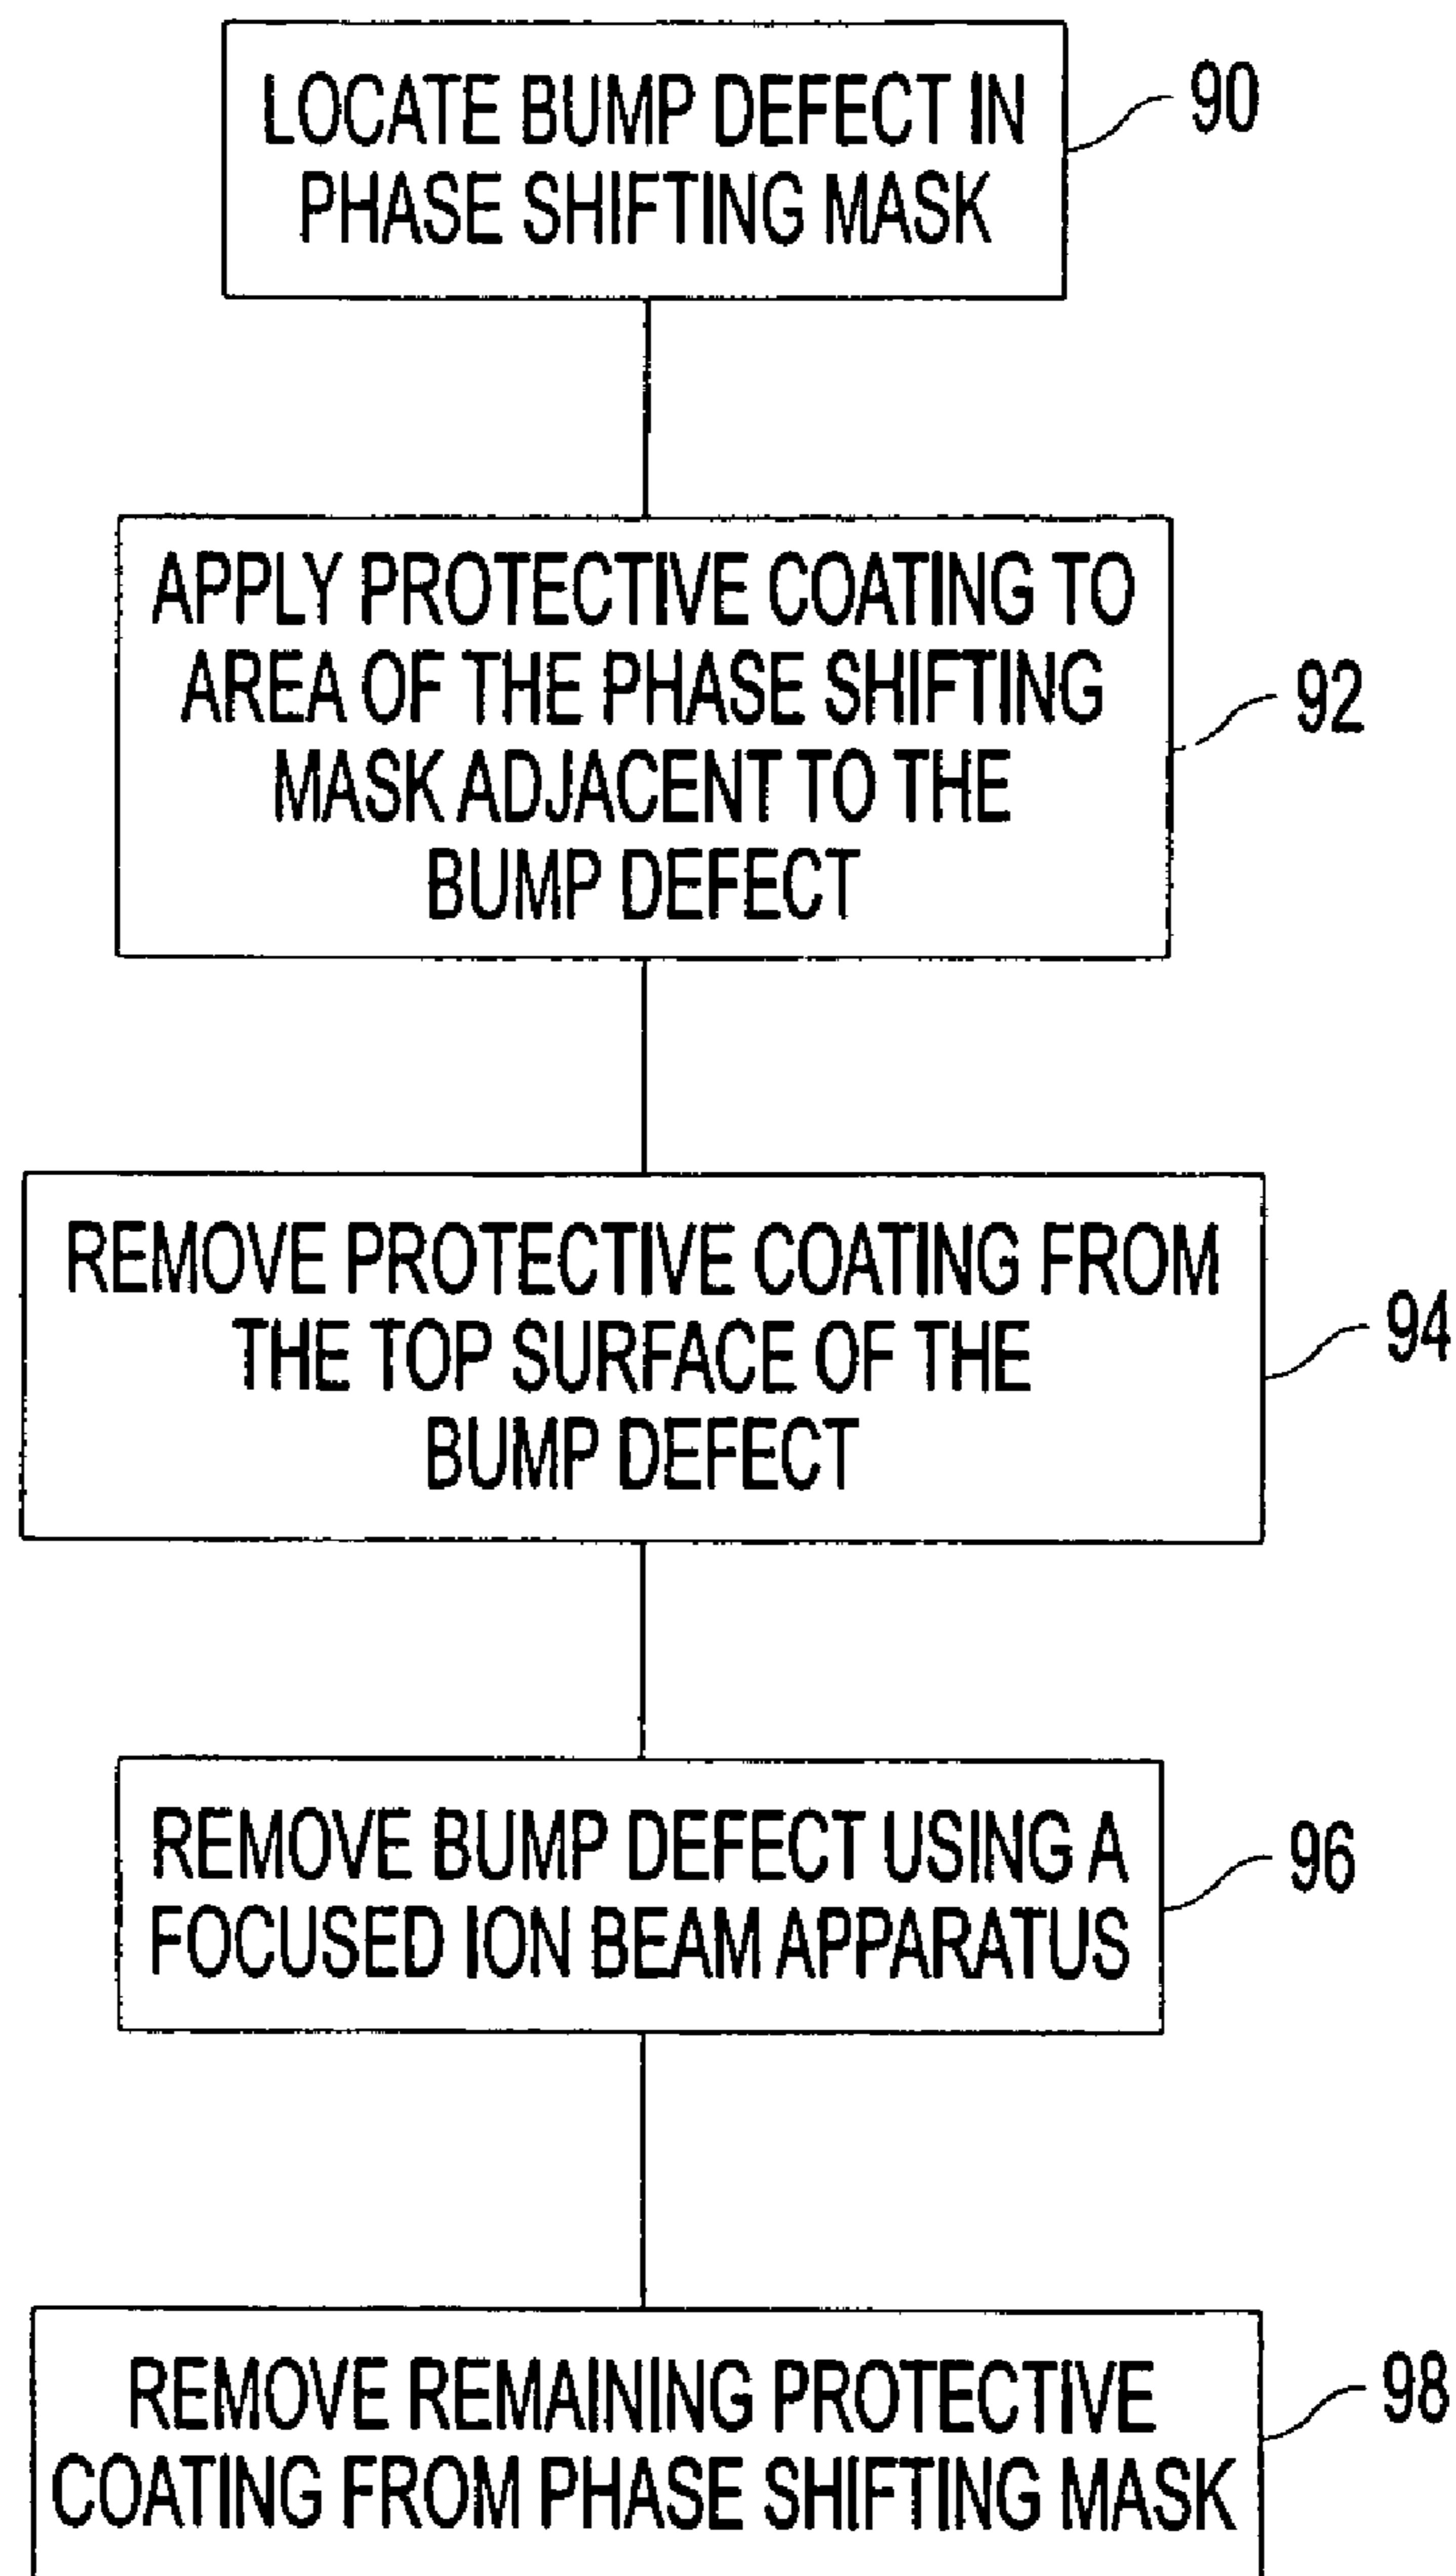 LOCATE BUMP DEFECT IN
PHASE SHIFTING MASK
90
APPLY PROTECTIVE COATING TO
AREA OF THE PHASE SHIFTING
MASK ADJACENT TO THE
BUMP DEFECT
92
REMOVE PROTECTIVE COATING FROM
THE TOP SURFACE OF THE
BUMP DEFECT
94
REMOVE BUMP DEFECT USING A
FOCUSED ION BEAM APPARATUS
96
REMOVE REMAINING PROTECTIVE
COATING FROM PHASE SHIFTING MASK
98